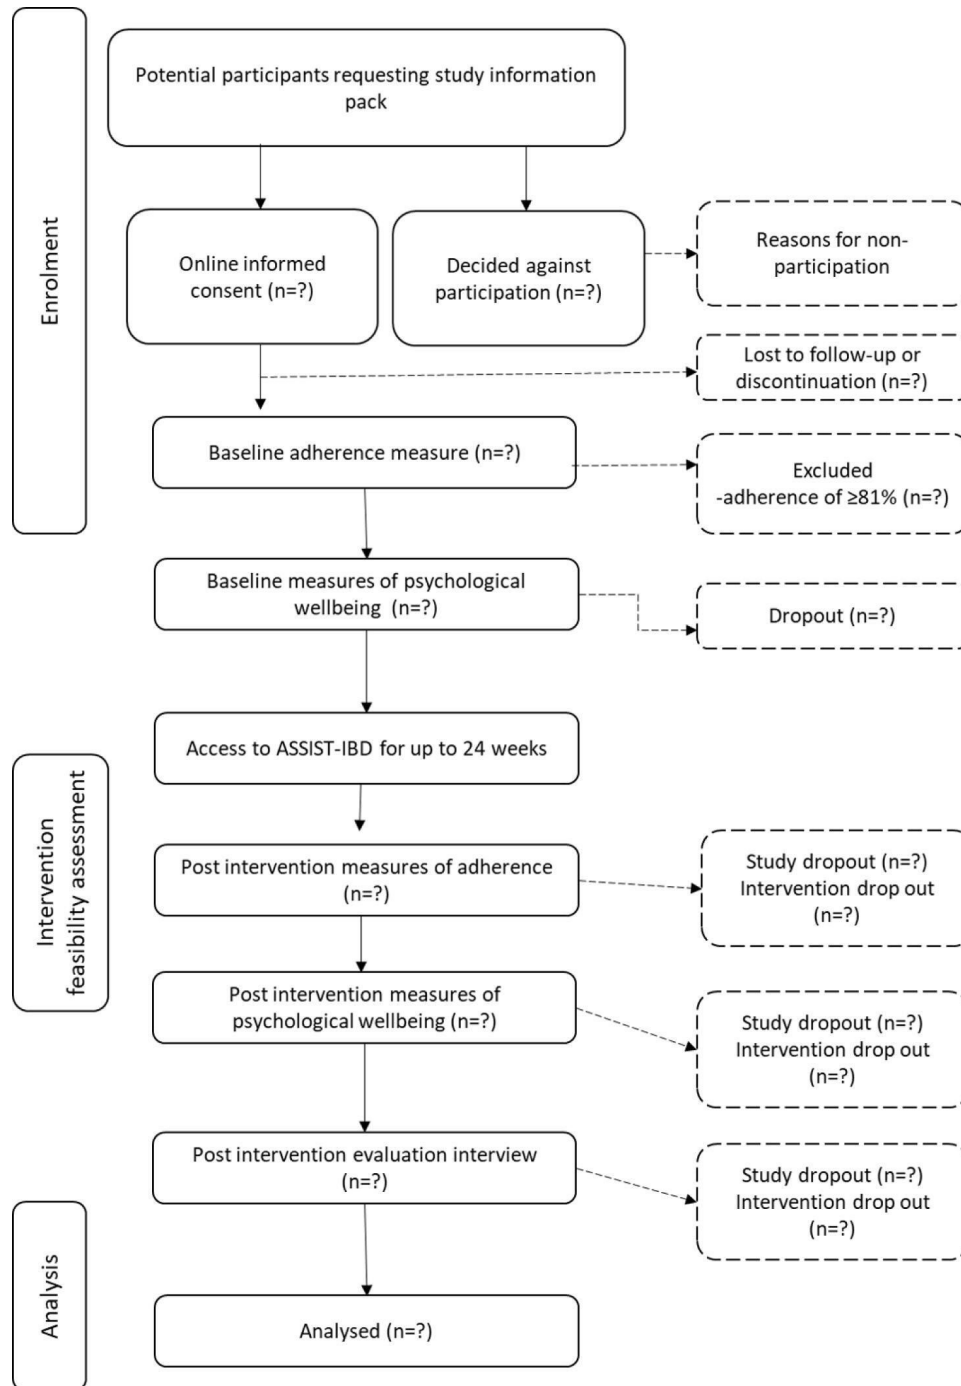 Enrolment
Potential participants requesting study information
pack
Online informed
consent (n=?)
Decided against
participation (n=?)
Reasons for non-
participation
Lost to follow-up or
discontinuation (n=?)
Baseline adherence measure (n=?)
Excluded
-adherence of ≥81% (n=?)
Baseline measures of psychological
wellbeing (n=?)
Dropout (n=?)
Access to ASSIST-IBD for up to 24 weeks
Intervention
feasibility assessment
Post intervention measures of adherence
(n=?)
Study dropout (n=?)
Intervention drop out
(n=?)
Post intervention measures of
psychological wellbeing (n=?)
Study dropout (n=?)
Intervention drop out
(n=?)
Post intervention evaluation interview
(n=?)
Study dropout (n=?)
Intervention drop out
(n=?)
Analysis
Analysed (n=?)